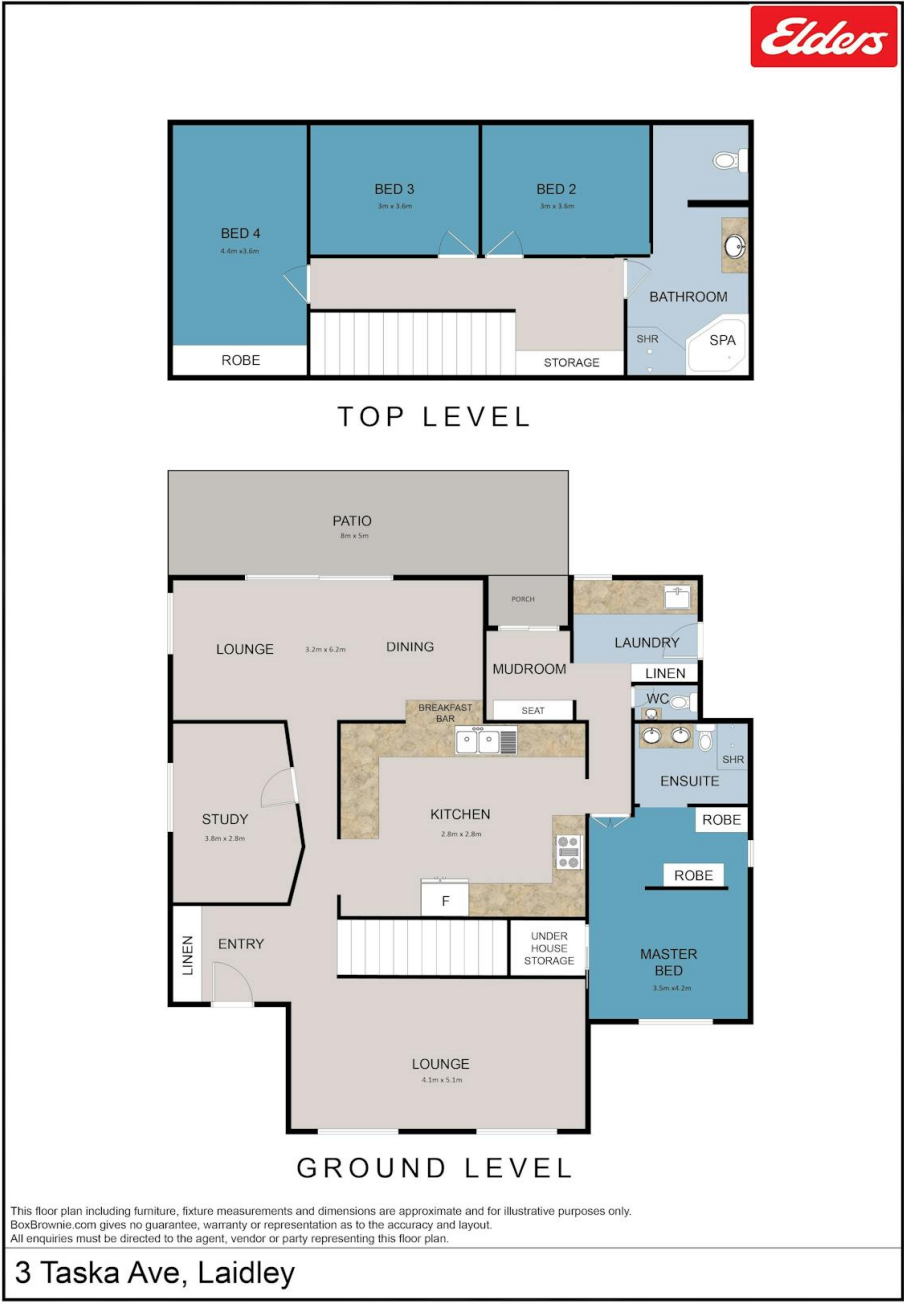 Elders
BED 4
4.4m x3.6m
BED 3
3m x 3.6m
BED 2
3m x 3.6m
BATHROOM
SHR
SPA
ROBE
STORAGE
TOP LEVEL
PATIO
8m x 5m
PORCH
LOUNGE
3.2m x 6.2m
DINING
LAUNDRY
MUDROOM
LINEN
WC
SEAT
BREAKFAST
BAR
SHR
ENSUITE
STUDY
3.8m x 2.8m
KITCHEN
2.8m x 2.8m
ROBE
ROBE
F
LINEN
ENTRY
UNDER
HOUSE
STORAGE
MASTER
BED
3.5m x4.2m
LOUNGE
4.1m x 5.1m
GROUND LEVEL
This floor plan including furniture, fixture measurements and dimensions are approximate and for illustrative purposes only.
BoxBrownie.com gives no guarantee, warranty or representation as to the accuracy and layout.
All enquiries must be directed to the agent, vendor or party representing this floor plan.
3 Taska Ave, Laidley